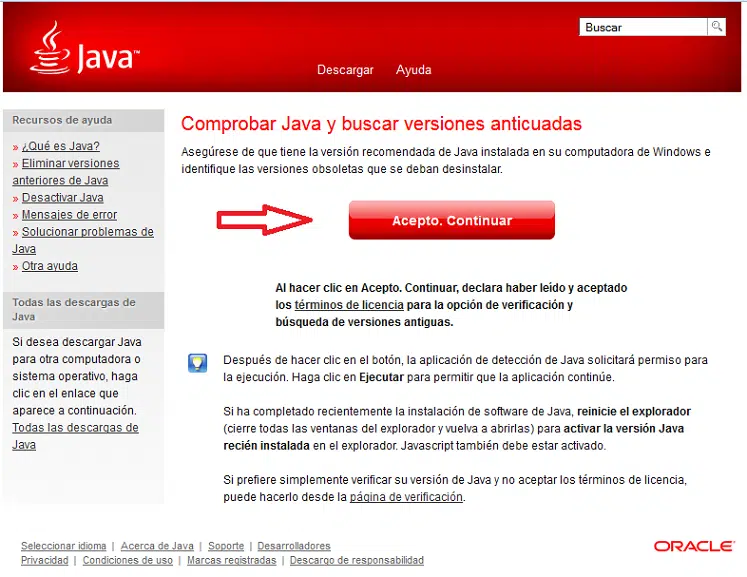 Java™
Buscar
Descargar
Ayuda
Recursos de ayuda
» ¿Qué es Java?
» Eliminar versiones
anteriores de Java
» Desactivar Java
» Mensajes de error
» Solucionar problemas de
Java
» Otra ayuda
Todas las descargas de
Java
Si desea descargar Java
para otra computadora o
sistema operativo, haga
clic en el enlace que
aparece a continuación.
Todas las descargas de
Java
Comprobar Java y buscar versiones anticuadas
Asegúrese de que tiene la versión recomendada de Java instalada en su computadora de Windows e
identifique las versiones obsoletas que se deban desinstalar.
Acepto. Continuar
Al hacer clic en Acepto. Continuar, declara haber leído y aceptado
los términos de licencia para la opción de verificación y
búsqueda de versiones antiguas.
Después de hacer clic en el botón, la aplicación de detección de Java solicitará permiso para
la ejecución. Haga clic en Ejecutar para permitir que la aplicación continúe.
Si ha completado recientemente la instalación de software de Java, reinicie el explorador
(cierre todas las ventanas del explorador y vuelva a abrirlas) para activar la versión Java
recién instalada en el explorador. Javascript también debe estar activado.
Si prefiere simplemente verificar su versión de Java y no aceptar los términos de licencia,
puede hacerlo desde la página de verificación.
Seleccionar idioma | Acerca de Java | Soporte | Desarrolladores
Privacidad | Condiciones de uso | Marcas registradas | Descargo de responsabilidad
ORACLE